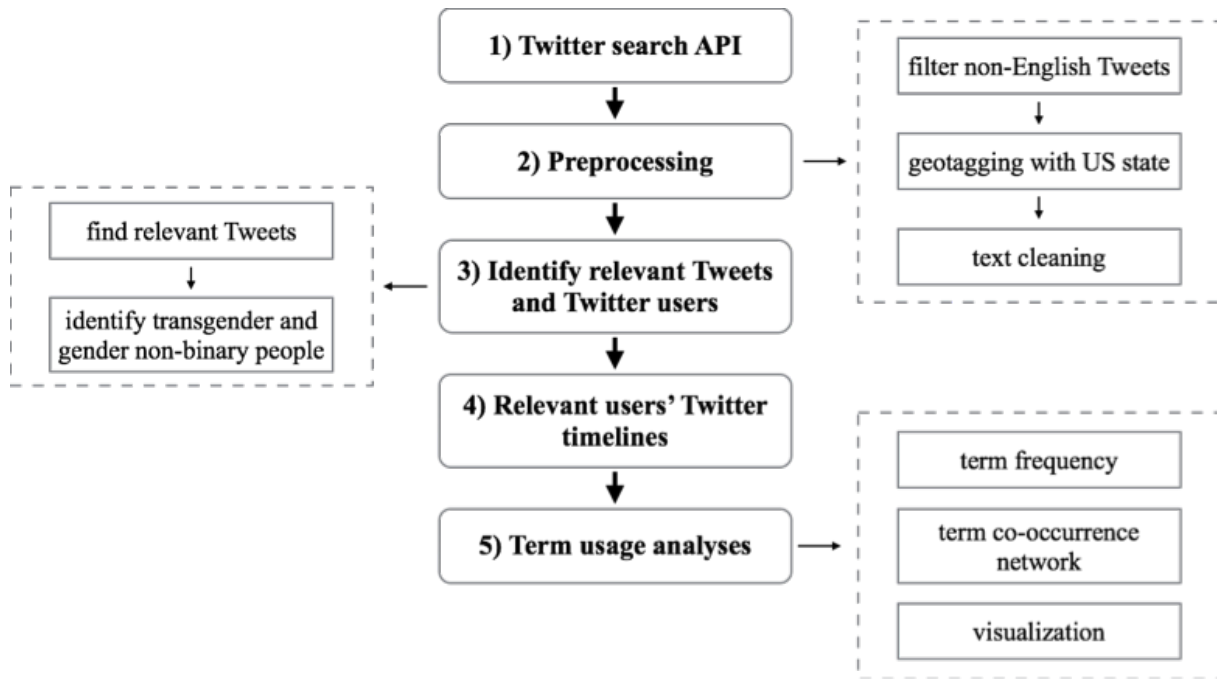 1) Twitter search API
2) Preprocessing
filter non-English Tweets
geotagging with US state
text cleaning
3) Identify relevant Tweets
and Twitter users
find relevant Tweets
identify transgender and
gender non-binary people
4) Relevant users’ Twitter
timelines
5) Term usage analyses
term frequency
term co-occurrence
network
visualization